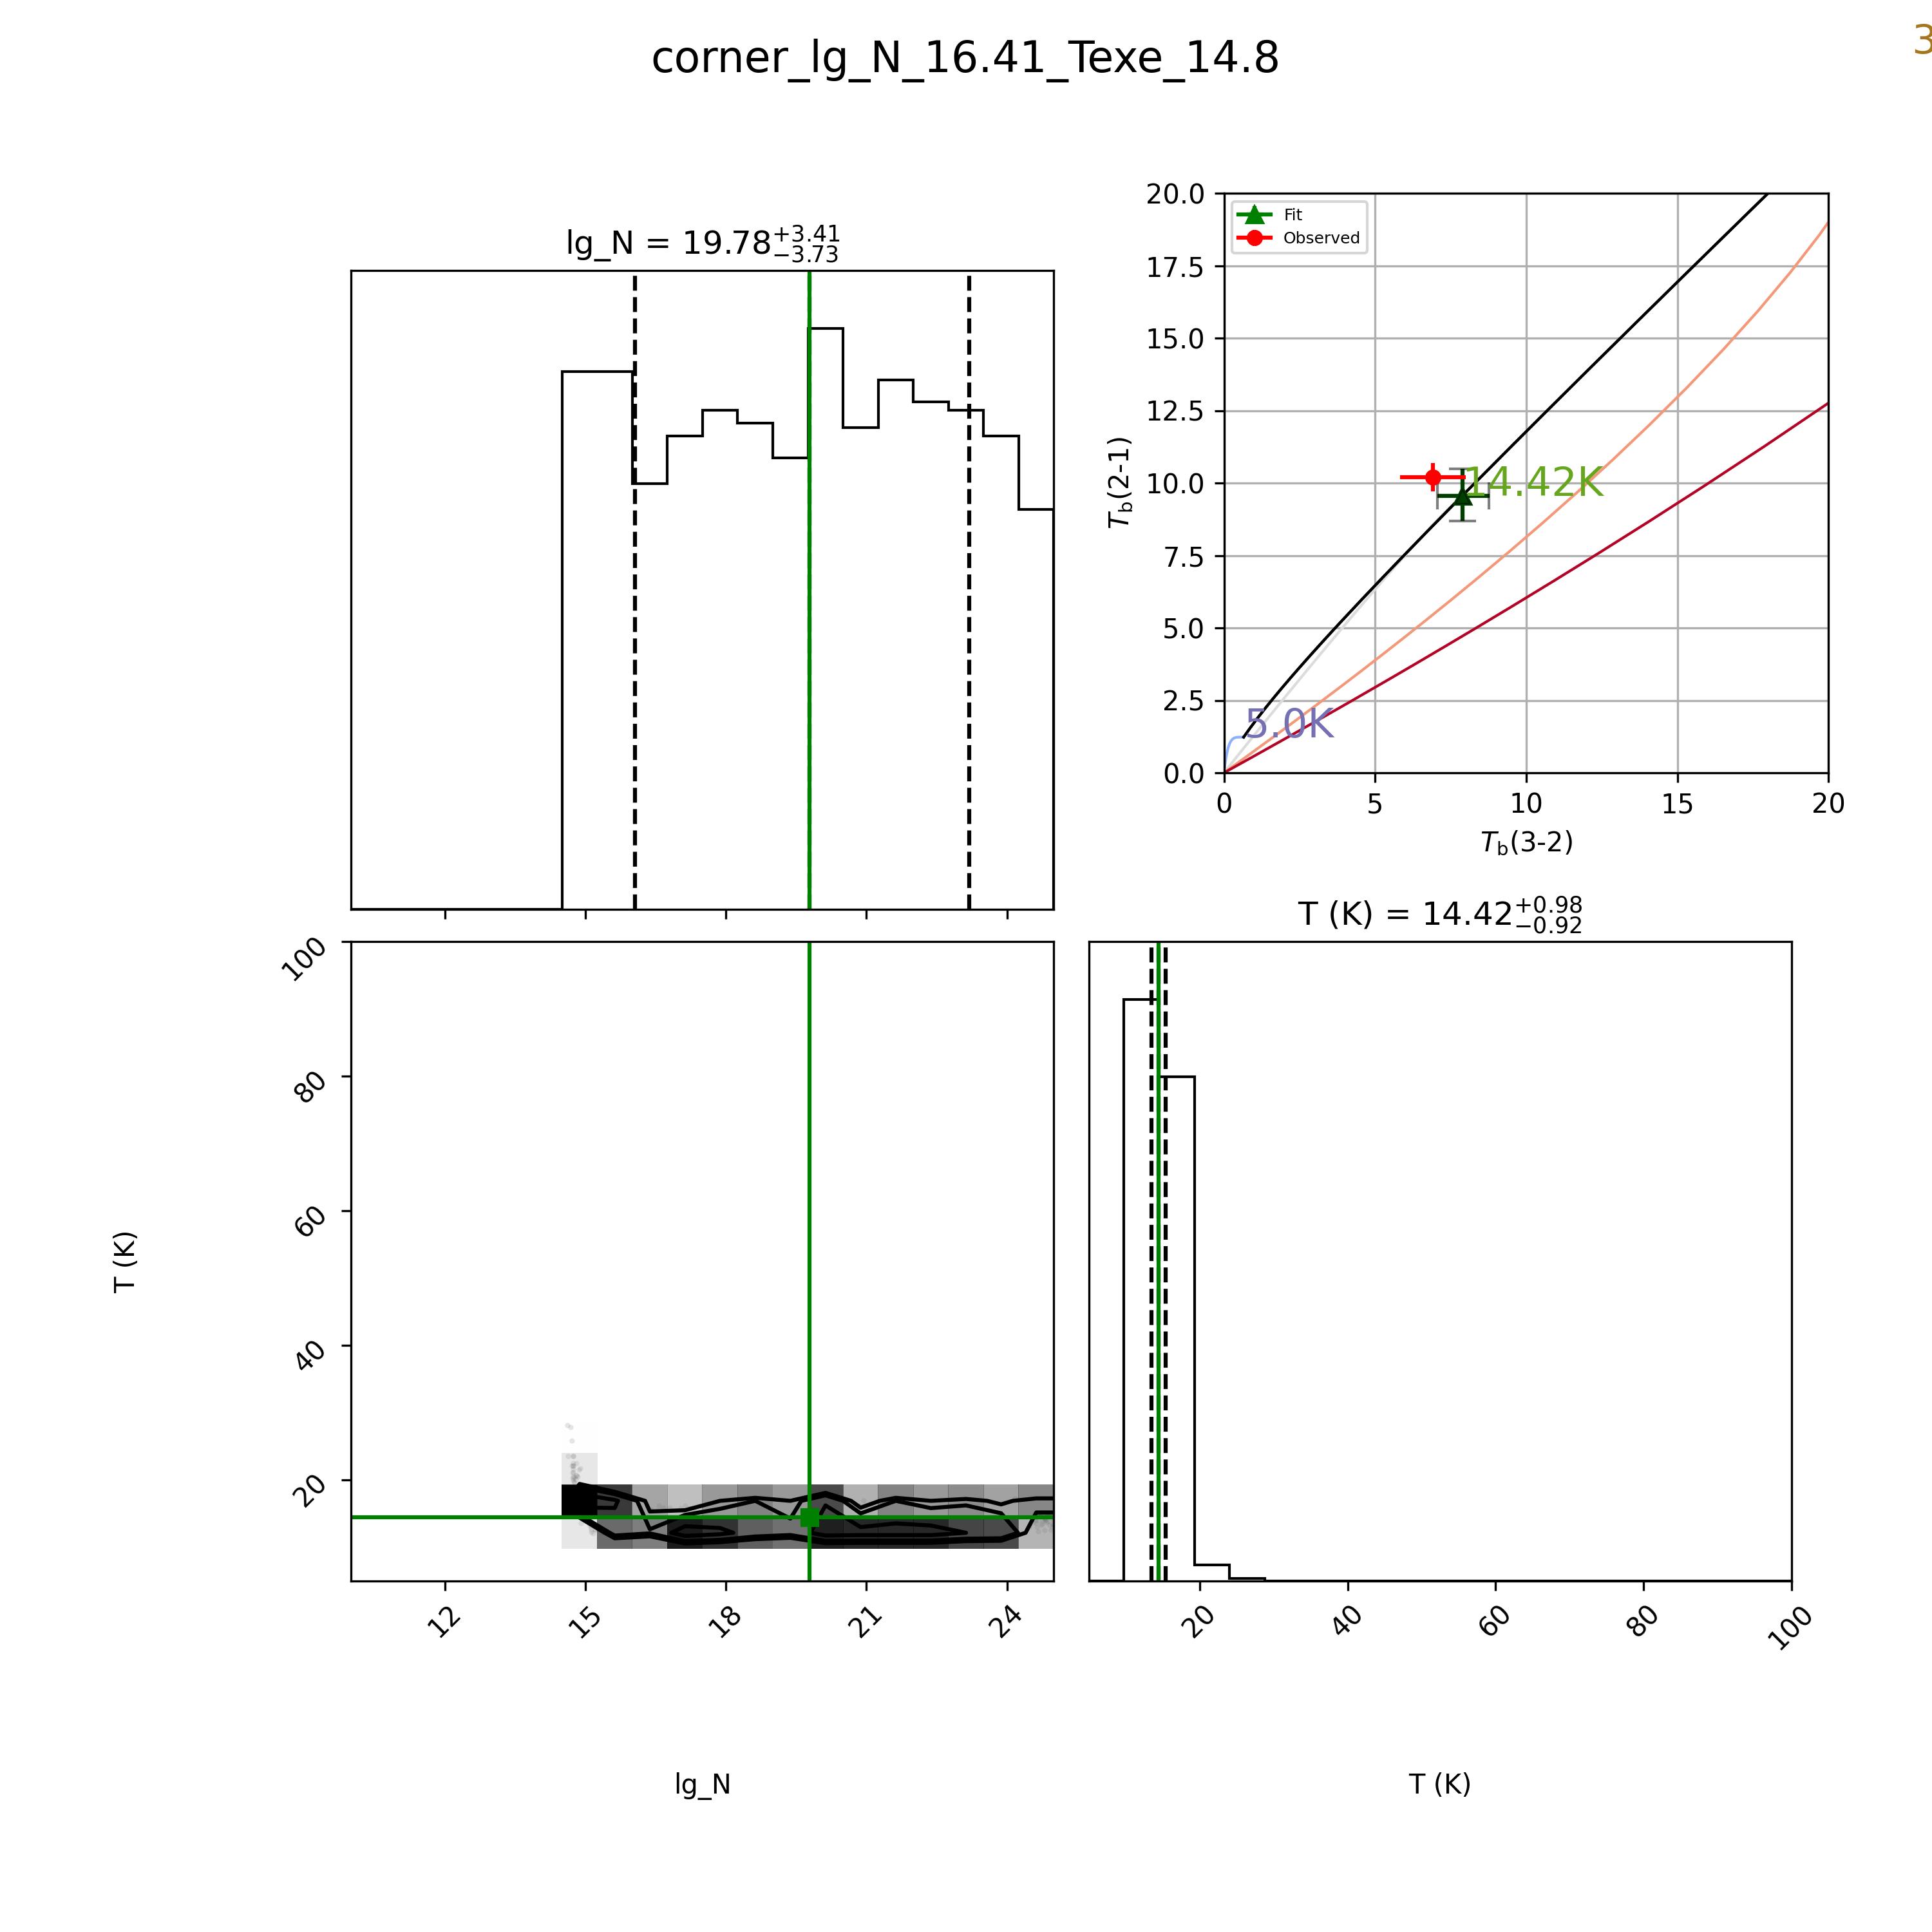 corner_lg_N_16.41_Texe_14.8
3
lg_N = 19.78 +3.41 −3.73
20.0
17.5
15.0
12.5
10.0
7.5
5.0
2.5
0.0
Tb(2-1)
Fit
Observed
14.42K
5.0K
0 5 10 15 20
Tb(3-2)
T (K) = 14.42 +0.98 −0.92
100
80
60
40
20
T (K)
12 15 18 21 24
lg_N
20 40 60 80 100
T (K)